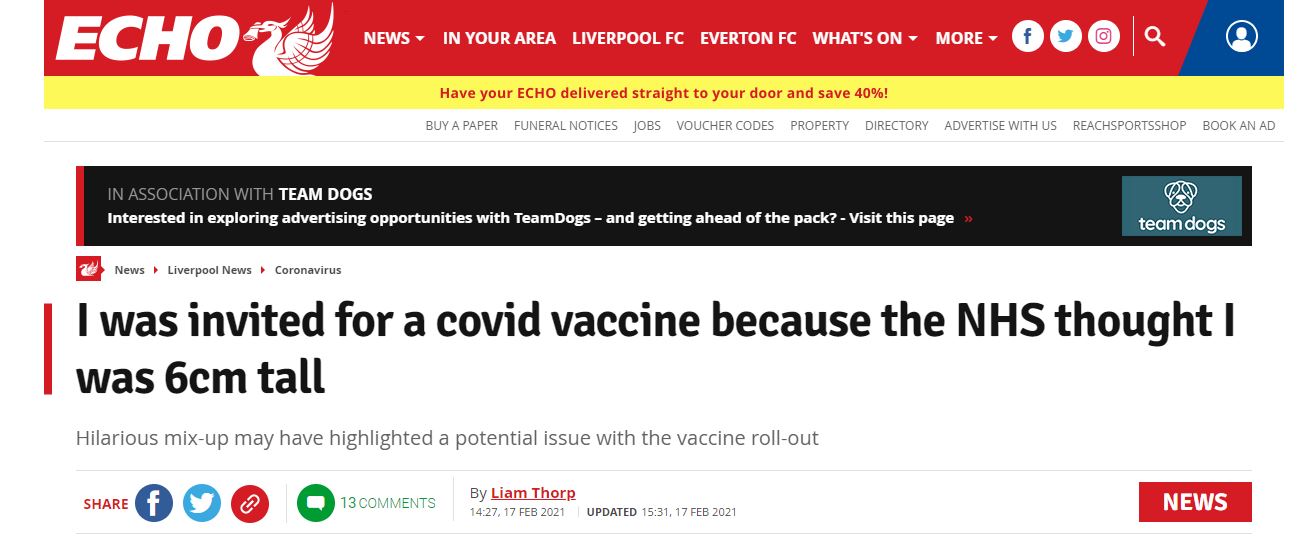 ECHO
NEWS IN YOUR AREA LIVERPOOL FC EVERTON FC WHAT'S ON MORE
Have your ECHO delivered straight to your door and save 40%!
BUY A PAPER FUNERAL NOTICES JOBS VOUCHER CODES PROPERTY DIRECTORY ADVERTISE WITH US REACHSPORTSSHOP BOOK AN AD
IN ASSOCIATION WITH TEAM DOGS
Interested in exploring advertising opportunities with TeamDogs – and getting ahead of the pack? - Visit this page »
team dogs
News Liverpool News Coronavirus
I was invited for a covid vaccine because the NHS thought I
was 6cm tall
Hilarious mix-up may have highlighted a potential issue with the vaccine roll-out
SHARE
13 COMMENTS
By Liam Thorp
14:27, 17 FEB 2021 | UPDATED 15:31, 17 FEB 2021
NEWS